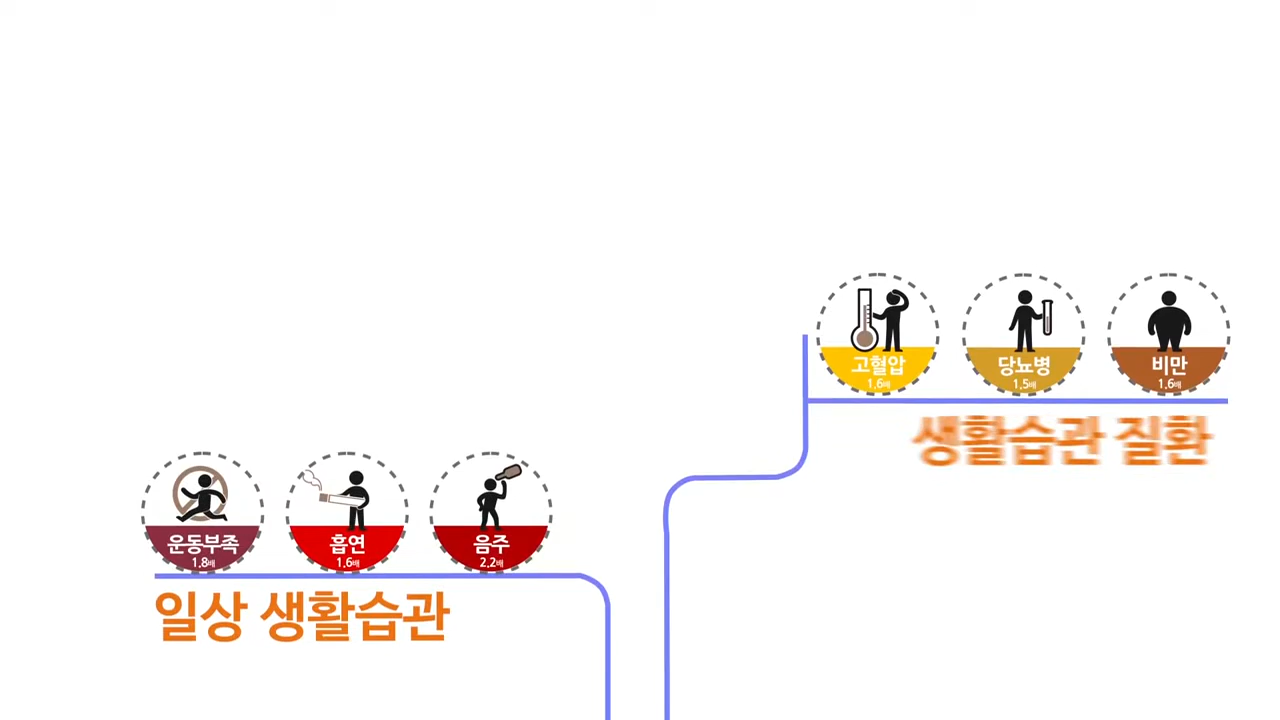 고혈압
1.6배
당뇨병
1.5배
비만
1.6배
생활습관 질환
운동부족
1.8배
흡연
1.6배
음주
2.2배
일상 생활습관